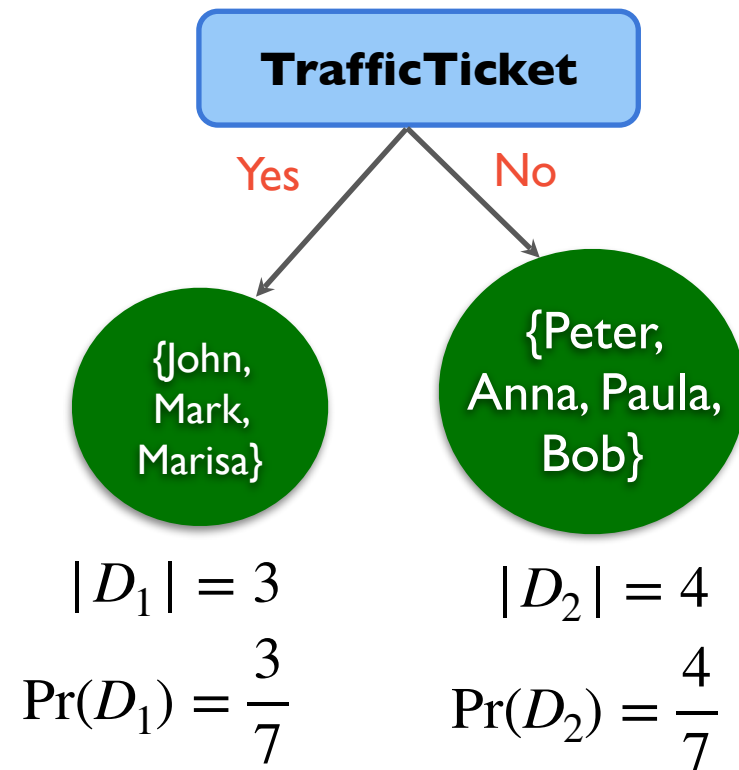 TrafficTicket
Yes
No
{John,
Mark,
Marisa}
{Peter,
Anna, Paula,
Bob}
|D₁| = 3
Pr(D₁) = 3/7
|D₂| = 4
Pr(D₂) = 4/7